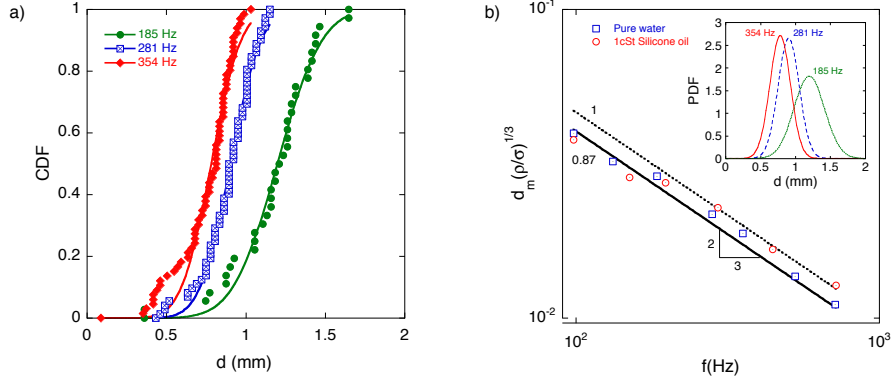 a)
185 Hz
281 Hz
354 Hz
CDF
1
0.8
0.6
0.4
0.2
0
0 0.5 1 1.5 2
d (mm)
b)
10⁻¹
10⁻²
d_m(ρ/σ)^1/3
Pure water
1cSt Silicone oil
1
0.87
2
3
10² 10³
f(Hz)
354 Hz
281 Hz
185 Hz
PDF
3
2.5
2
1.5
1
0.5
0
0 0.5 1 1.5 2
d (mm)